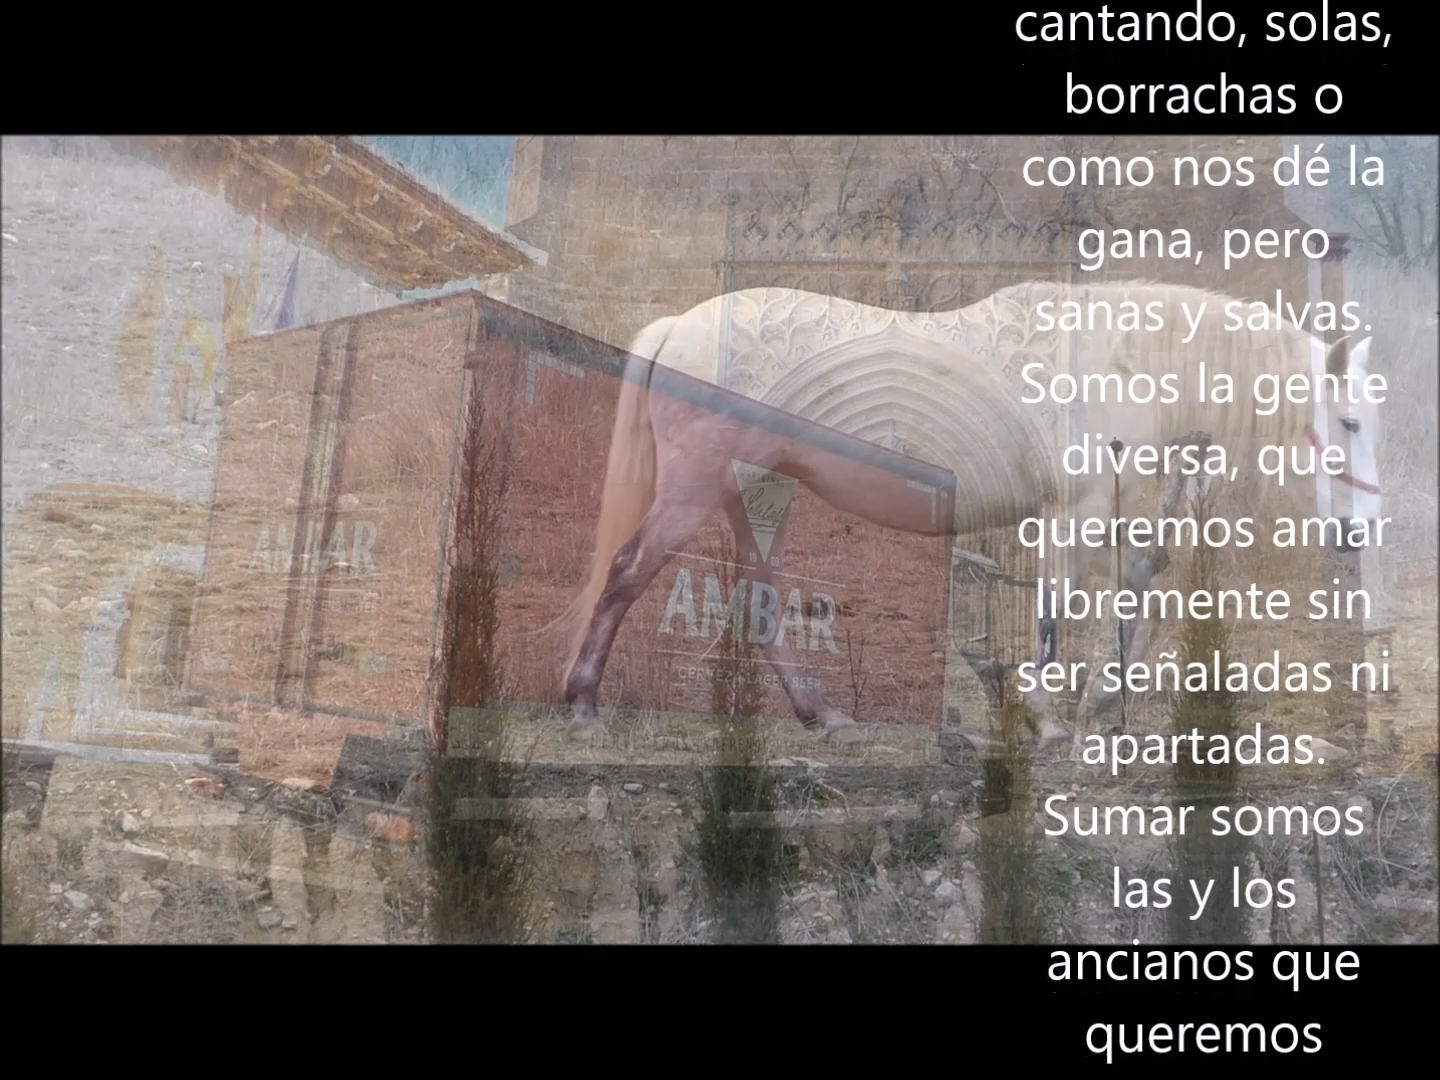 cantando, solas,
borrachas o
como nos dé la
gana, pero
sanas y salvas.
Somos la gente
diversa, que
queremos amar
libremente sin
ser señaladas ni
apartadas.
Sumar somos
las y los
ancianos que
queremos
AMBAR
AMBAR
CERVEZA LAGER BEER